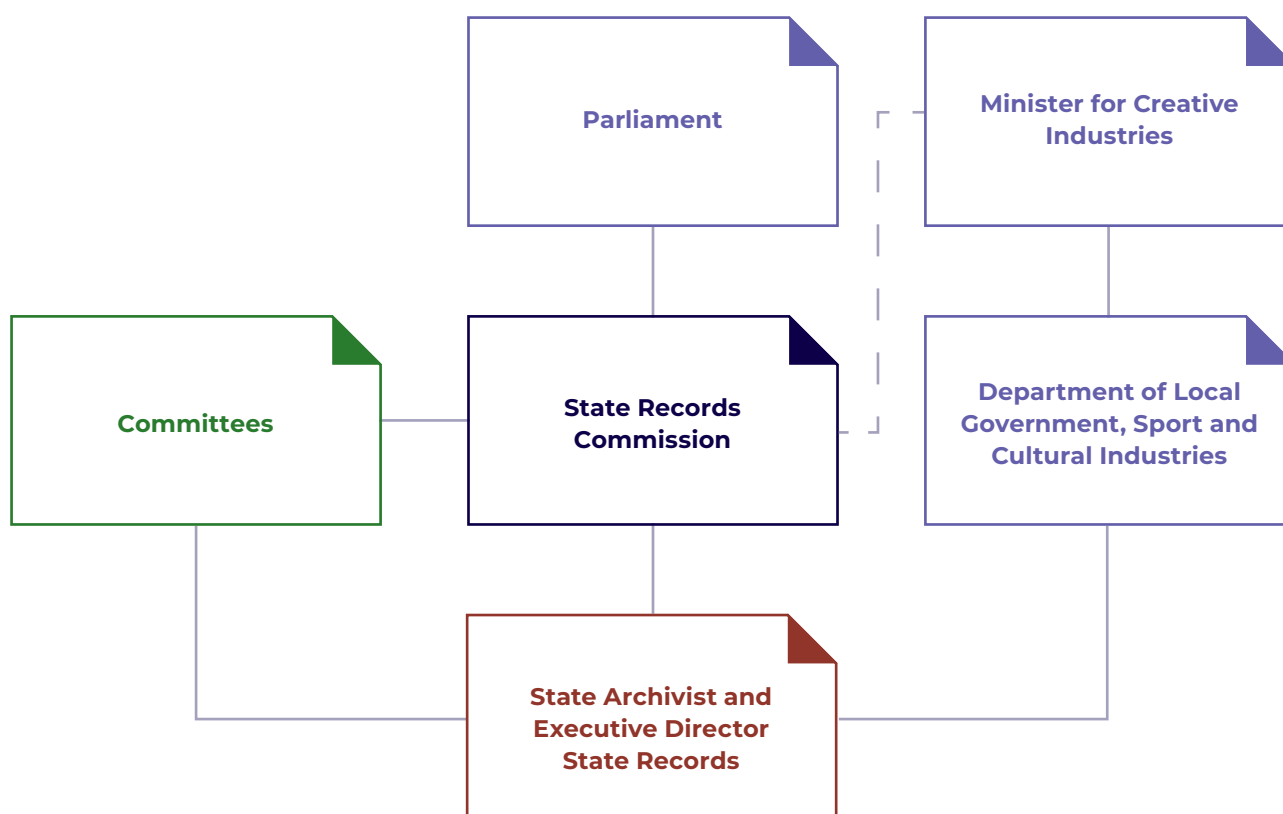 Parliament
Minister for Creative
Industries
Committees
State Records
Commission
Department of Local
Government, Sport and
Cultural Industries
State Archivist and
Executive Director
State Records